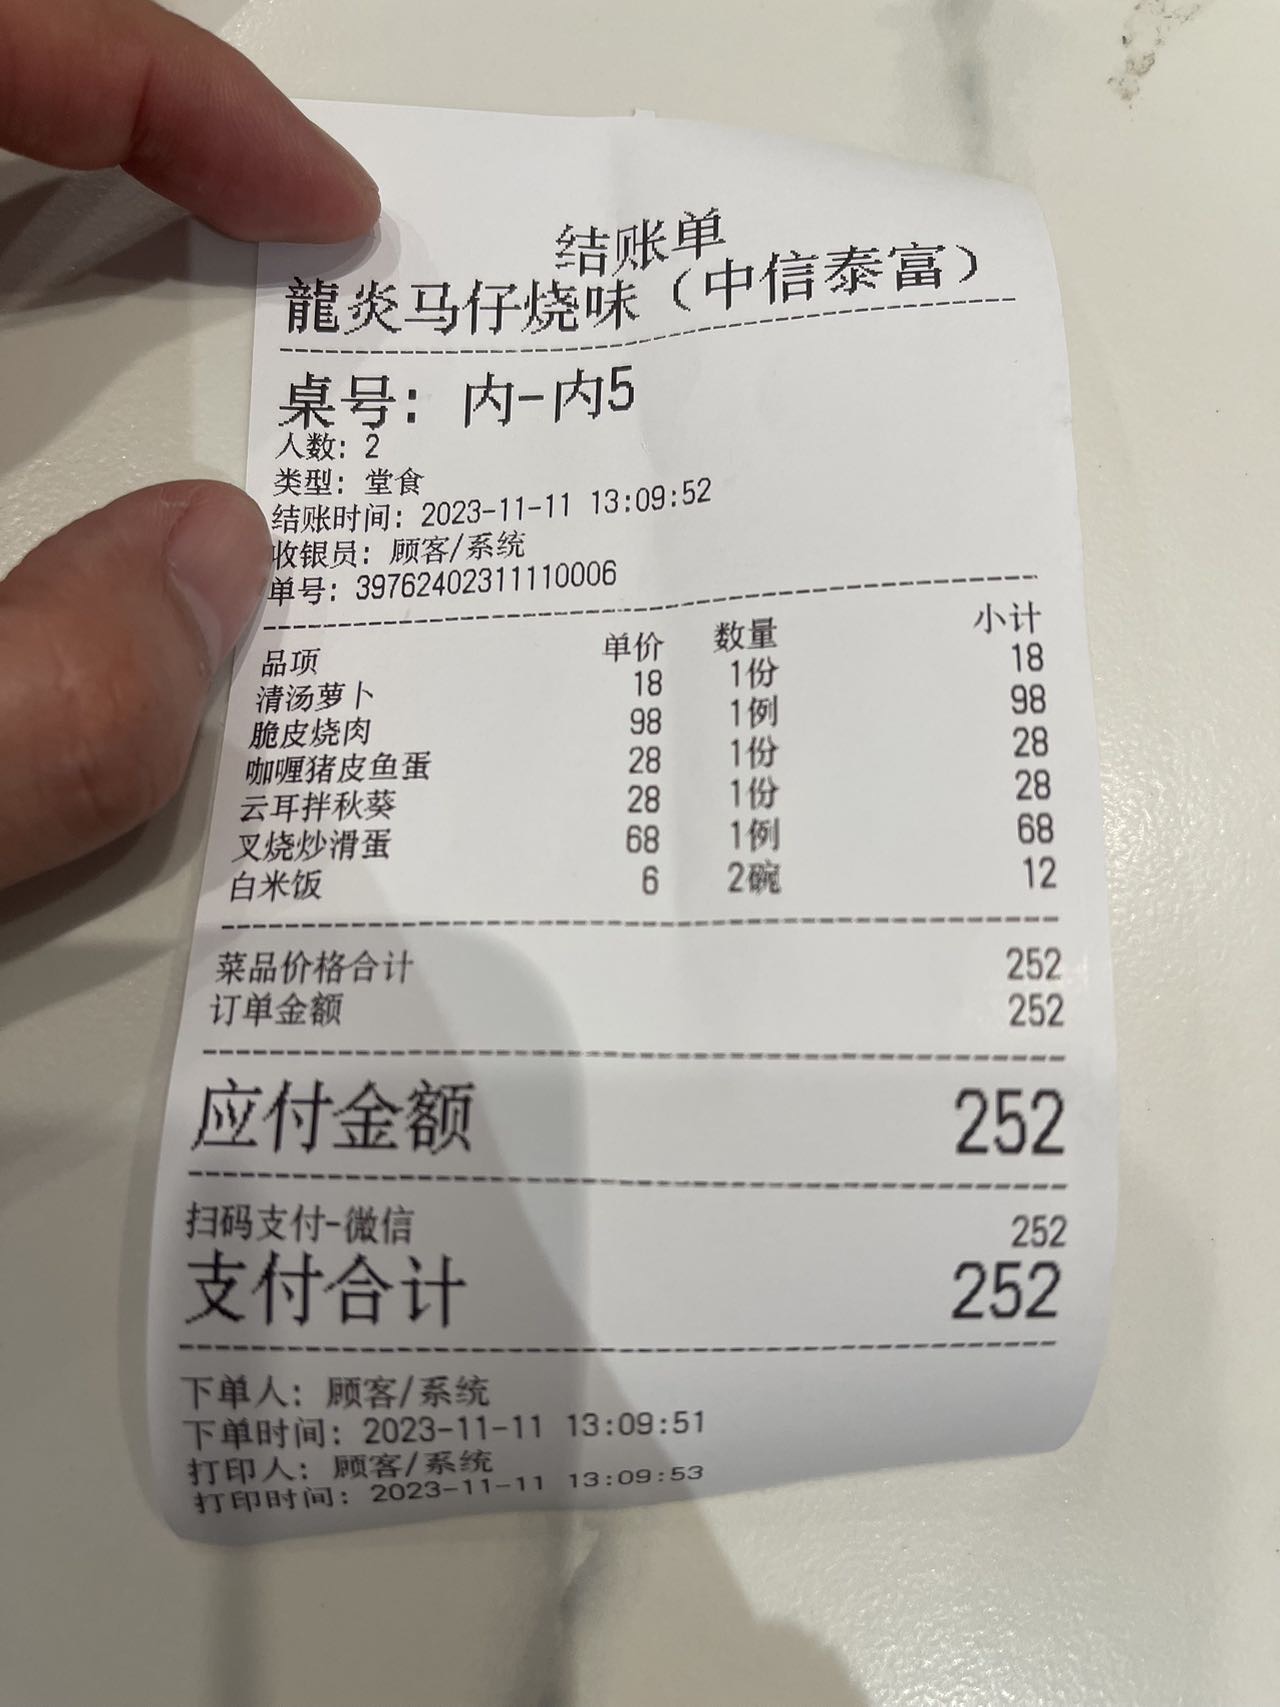 结账单
龍炎马仔烧味（中信泰富）
桌号： 内-内5
人数：2
类型：堂食
结账时间：2023-11-11 13:09:52
收银员：顾客/系统
单号：39762402311110006
品项 单价 数量 小计
清汤萝卜 18 1份 18
脆皮烧肉 98 1例 98
咖喱猪皮鱼蛋 28 1份 28
云耳拌秋葵 28 1份 28
叉烧炒滑蛋 68 1例 68
白米饭 6 2碗 12
菜品价格合计 252
订单金额 252
应付金额 252
扫码支付-微信 252
支付合计 252
下单人：顾客/系统
下单时间：2023-11-11 13:09:51
打印人：顾客/系统
打印时间：2023-11-11 13:09:53